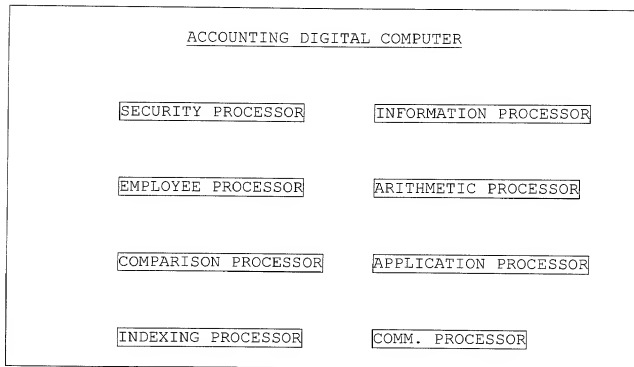 ACCOUNTING DIGITAL COMPUTER
SECURITY PROCESSOR INFORMATION PROCESSOR
EMPLOYEE PROCESSOR ARITHMETIC PROCESSOR
COMPARISON PROCESSOR APPLICATION PROCESSOR
INDEXING PROCESSOR COMM. PROCESSOR